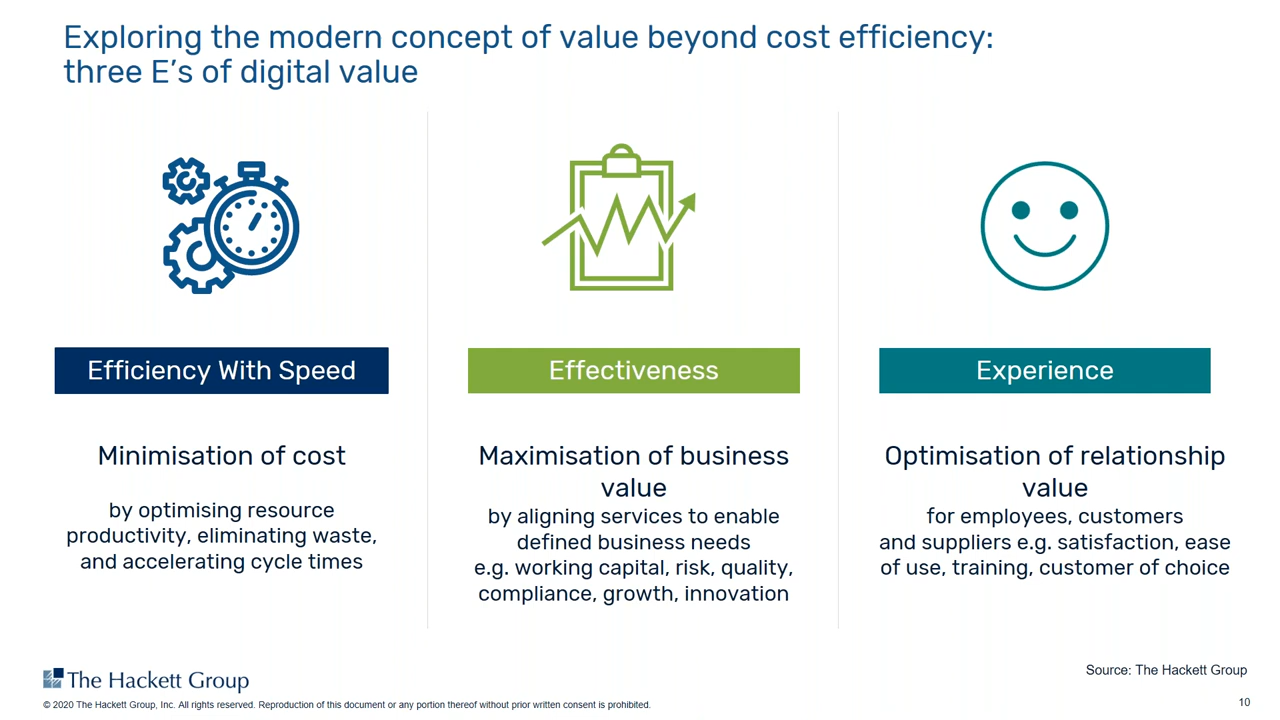 Exploring the modern concept of value beyond cost efficiency:
three E’s of digital value
Efficiency With Speed
Minimisation of cost
by optimising resource
productivity, eliminating waste,
and accelerating cycle times
Effectiveness
Maximisation of business
value
by aligning services to enable
defined business needs
e.g. working capital, risk, quality,
compliance, growth, innovation
Experience
Optimisation of relationship
value
for employees, customers
and suppliers e.g. satisfaction, ease
of use, training, customer of choice
The Hackett Group
Source: The Hackett Group
© 2020 The Hackett Group, Inc. All rights reserved. Reproduction of this document or any portion thereof without prior written consent is prohibited.
10